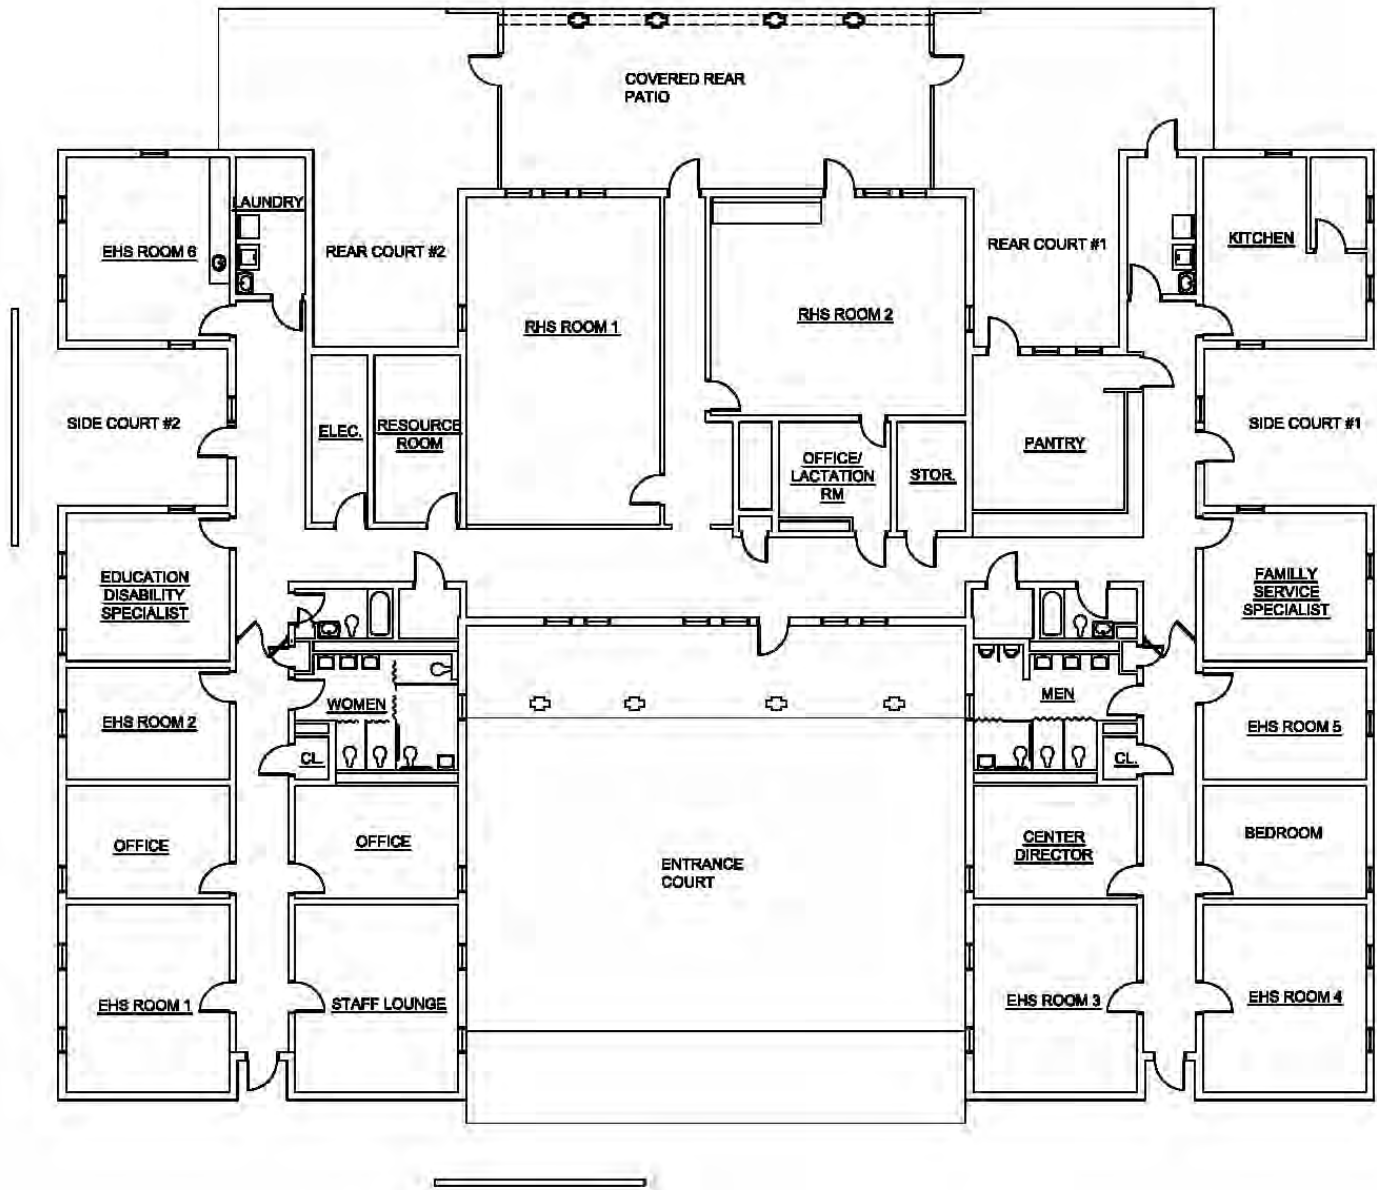 COVERED REAR
PATIO
LAUNDRY
EHS ROOM 6
REAR COURT #2
REAR COURT #1
KITCHEN
RHS ROOM 1
RHS ROOM 2
SIDE COURT #2
ELEC.
RESOURCE
ROOM
OFFICE/
LACTATION
RM
STOR.
PANTRY
SIDE COURT #1
EDUCATION
DISABILITY
SPECIALIST
FAMILLY
SERVICE
SPECIALIST
EHS ROOM 2
WOMEN
MEN
EHS ROOM 5
CL.
CL.
OFFICE
OFFICE
CENTER
DIRECTOR
BEDROOM
ENTRANCE
COURT
EHS ROOM 1
STAFF LOUNGE
EHS ROOM 3
EHS ROOM 4